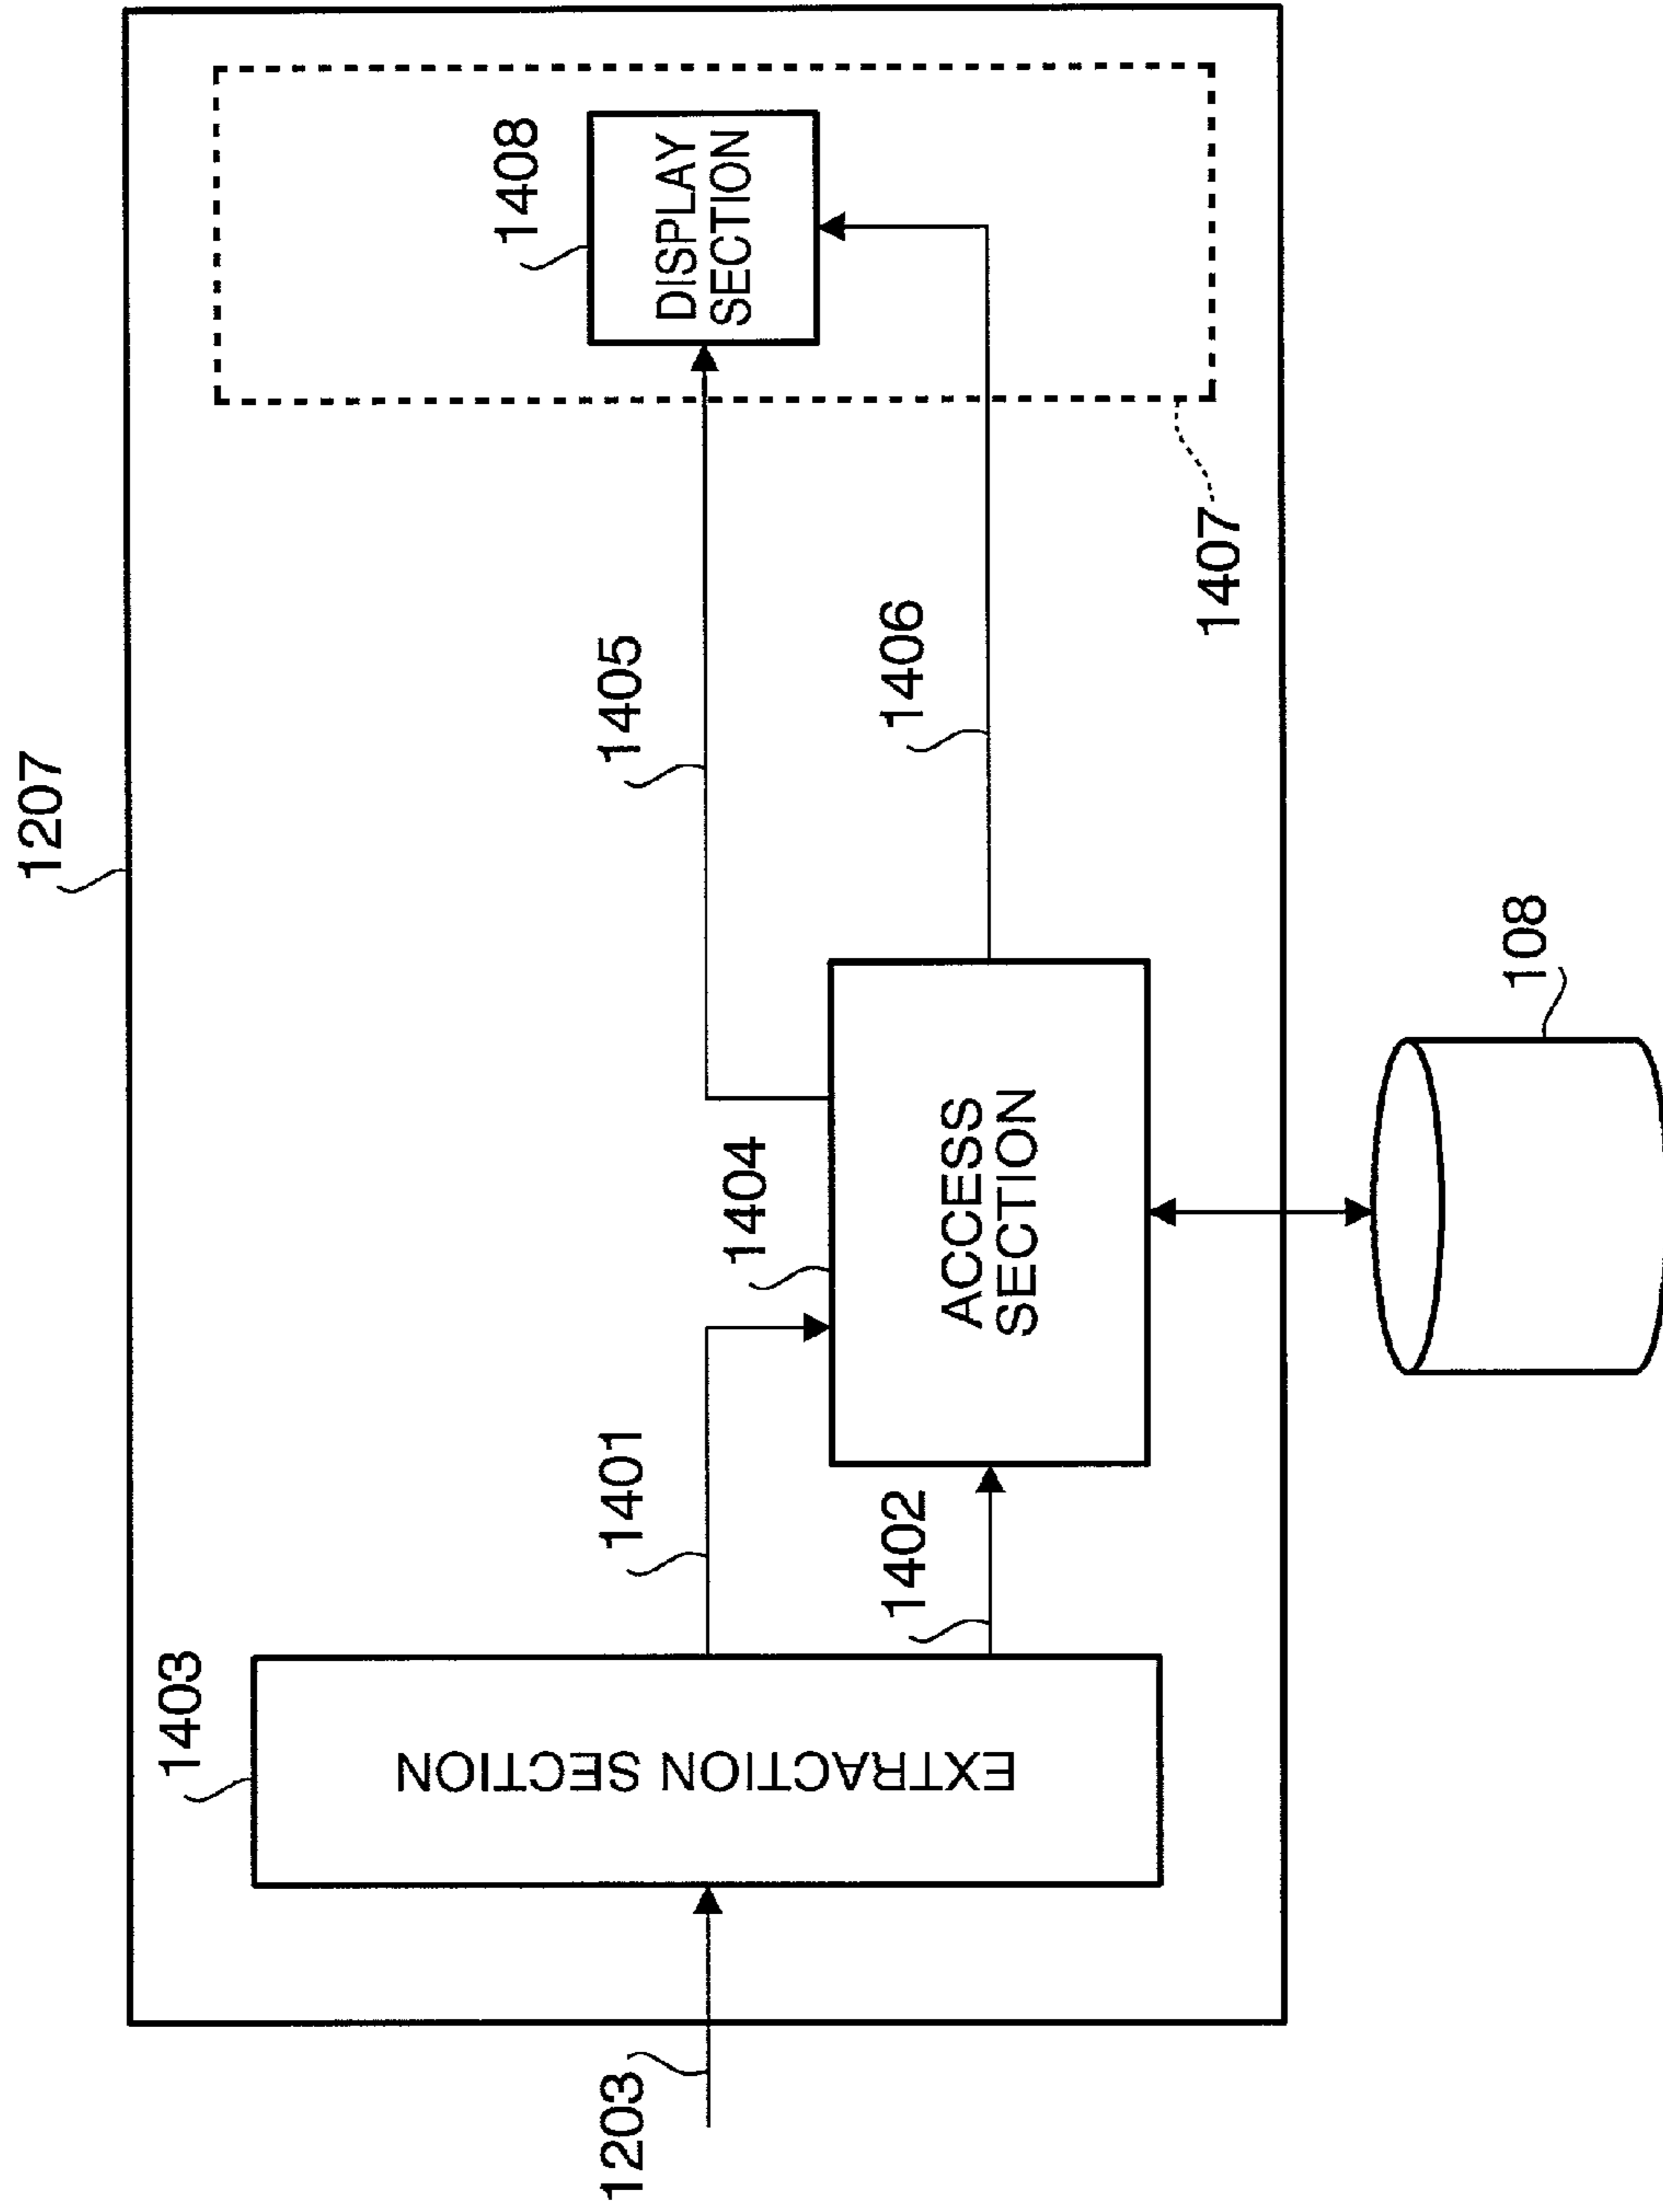 1207
1408
DISPLAY
SECTION
1405
1406
1407
1403
EXTRACTION SECTION
1401
1402
1404
ACCESS
SECTION
1203
108